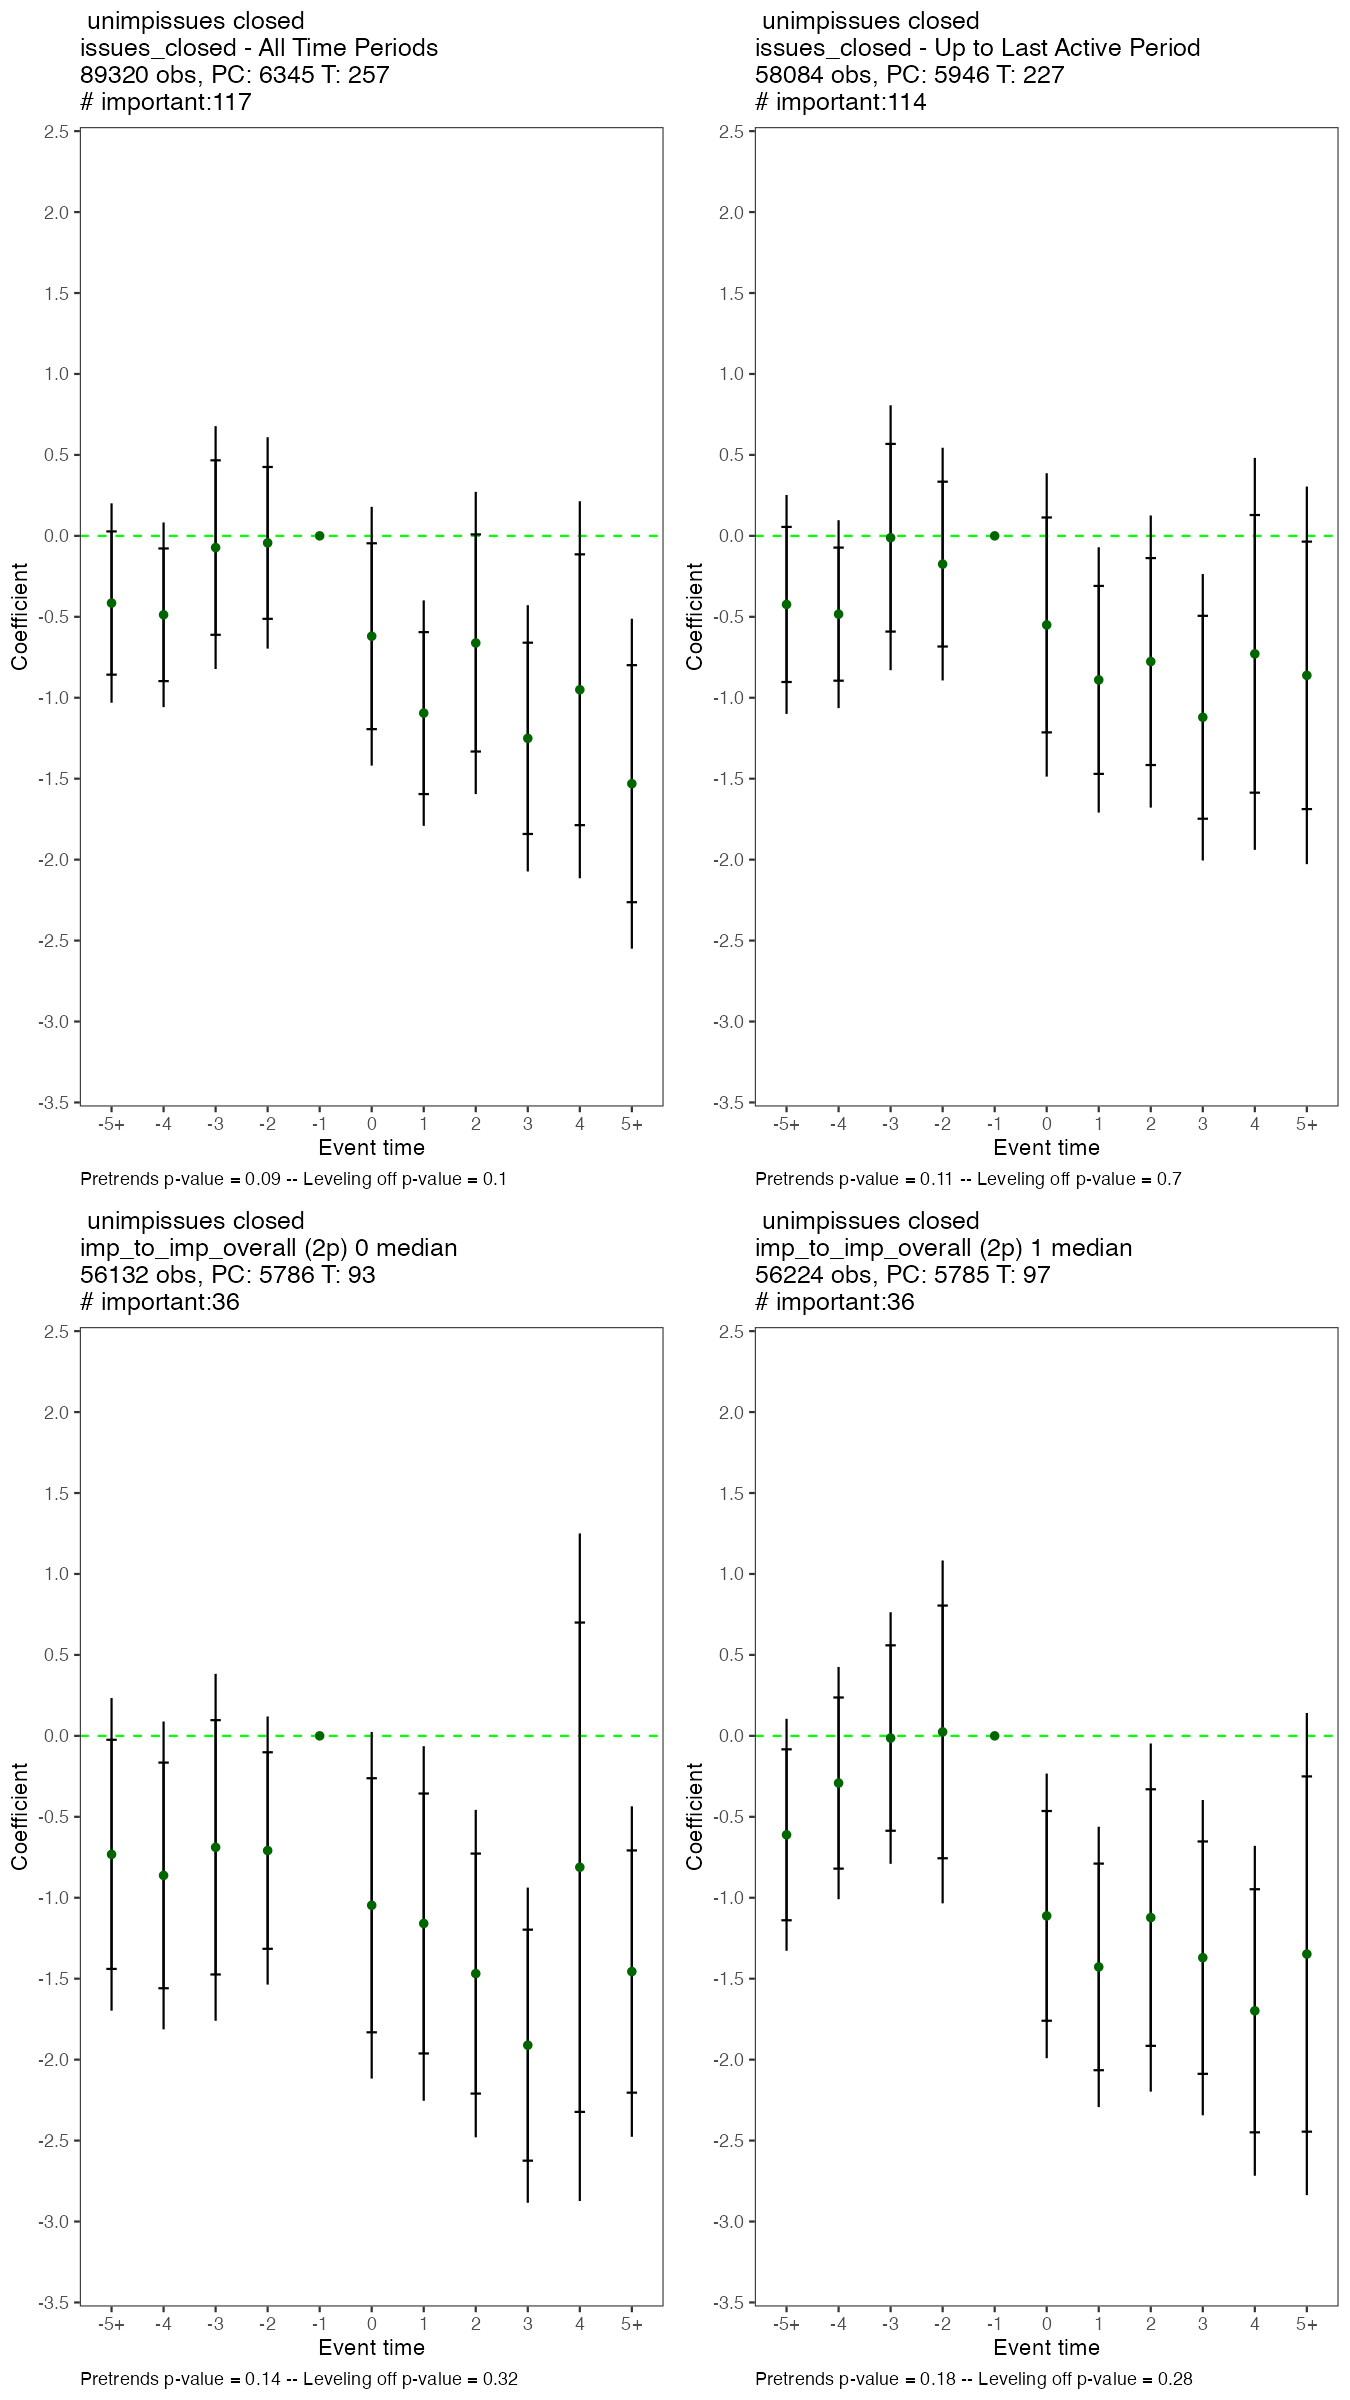 unimpissues closed
issues_closed - All Time Periods
89320 obs, PC: 6345 T: 257
# important:117
2.5
2.0
1.5
1.0
0.5
0.0
-0.5
-1.0
-1.5
-2.0
-2.5
-3.0
-3.5
Coefficient
-5+ -4 -3 -2 -1 0 1 2 3 4 5+
Event time
Pretrends p-value = 0.09 -- Leveling off p-value = 0.1
unimpissues closed
issues_closed - Up to Last Active Period
58084 obs, PC: 5946 T: 227
# important:114
2.5
2.0
1.5
1.0
0.5
0.0
-0.5
-1.0
-1.5
-2.0
-2.5
-3.0
-3.5
Coefficient
-5+ -4 -3 -2 -1 0 1 2 3 4 5+
Event time
Pretrends p-value = 0.11 -- Leveling off p-value = 0.7
unimpissues closed
imp_to_imp_overall (2p) 0 median
56132 obs, PC: 5786 T: 93
# important:36
2.5
2.0
1.5
1.0
0.5
0.0
-0.5
-1.0
-1.5
-2.0
-2.5
-3.0
-3.5
Coefficient
-5+ -4 -3 -2 -1 0 1 2 3 4 5+
Event time
Pretrends p-value = 0.14 -- Leveling off p-value = 0.32
unimpissues closed
imp_to_imp_overall (2p) 1 median
56224 obs, PC: 5785 T: 97
# important:36
2.5
2.0
1.5
1.0
0.5
0.0
-0.5
-1.0
-1.5
-2.0
-2.5
-3.0
-3.5
Coefficient
-5+ -4 -3 -2 -1 0 1 2 3 4 5+
Event time
Pretrends p-value = 0.18 -- Leveling off p-value = 0.28